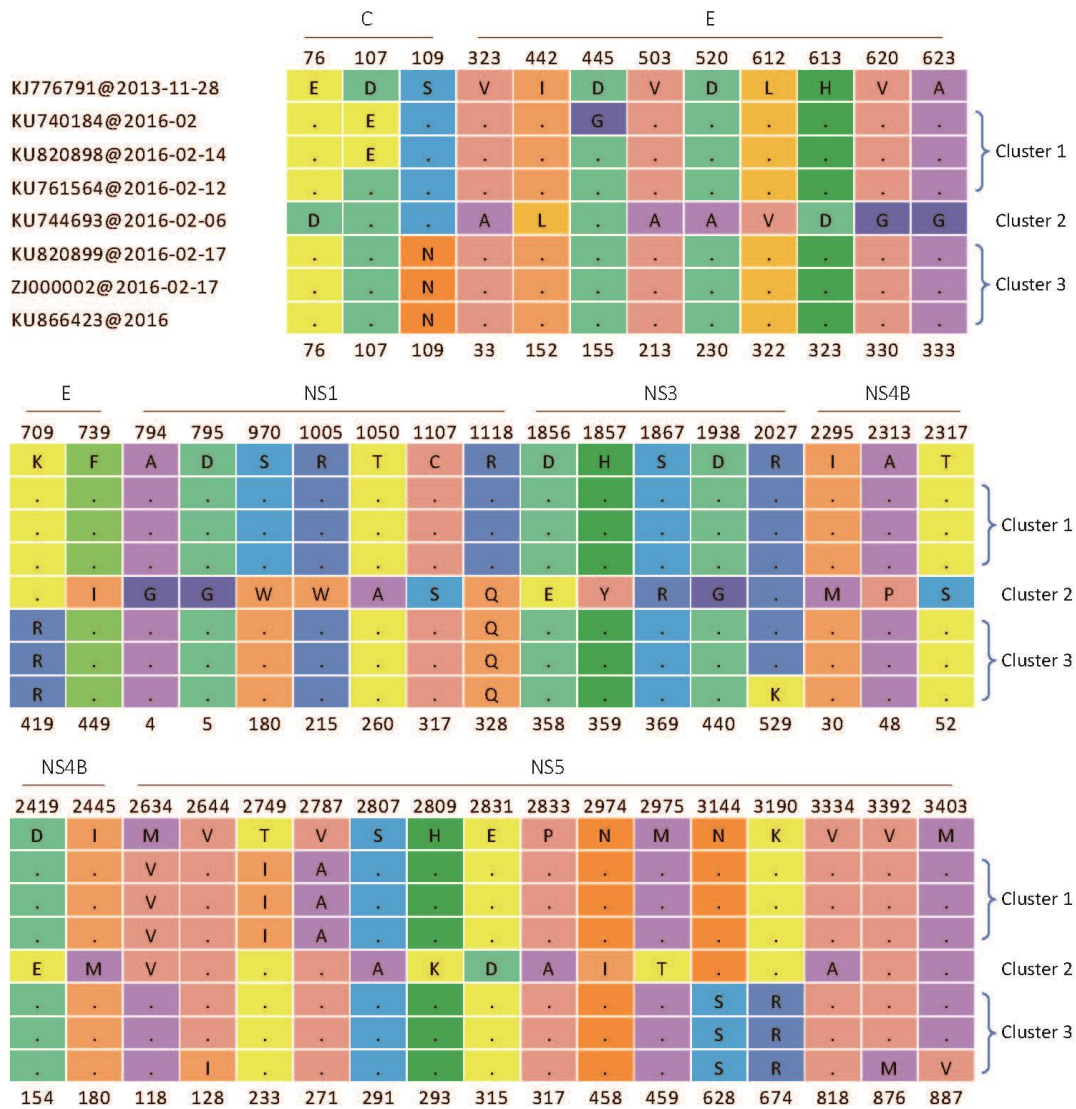 C E
76 107 109 323 442 445 503 520 612 613 620 623
KJ776791@2013-11-28 E D S V I D V D L H V A
KU740184@2016-02 . E . . . G . . . . . .
KU820898@2016-02-14 . E . . . . . . . . . . Cluster 1
KU761564@2016-02-12 . . . . . . . . . . . .
KU744693@2016-02-06 D . . A L . A A V D G G Cluster 2
KU820899@2016-02-17 . . N . . . . . . . . .
ZJ000002@2016-02-17 . . N . . . . . . . . . Cluster 3
KU866423@2016 . . N . . . . . . . . .
76 107 109 33 152 155 213 230 322 323 330 333
E NS1 NS3 NS4B
709 739 794 795 970 1005 1050 1107 1118 1856 1857 1867 1938 2027 2295 2313 2317
K F A D S R T C R D H S D R I A T
. . . . . . . . . . . . . . . . .
. . . . . . . . . . . . . . . . . Cluster 1
. . . . . . . . . . . . . . . . .
. I G G W W A S Q E Y R G . M P S Cluster 2
R . . . . . . . Q . . . . . . . .
R . . . . . . . Q . . . . . . . . Cluster 3
R . . . . . . . Q . . . . K . . .
419 449 4 5 180 215 260 317 328 358 359 369 440 529 30 48 52
NS4B NS5
2419 2445 2634 2644 2749 2787 2807 2809 2831 2833 2974 2975 3144 3190 3334 3392 3403
D I M V T V S H E P N M N K V V M
. . V . I A . . . . . . . . . . .
. . V . I A . . . . . . . . . . . Cluster 1
. . V . I A . . . . . . . . . . .
E M V . . . A K D A I T . . A . . Cluster 2
. . . . . . . . . . . . S R . . .
. . . . . . . . . . . . S R . . . Cluster 3
. . . I . . . . . . . . S R . M V
154 180 118 128 233 271 291 293 315 317 458 459 628 674 818 876 887